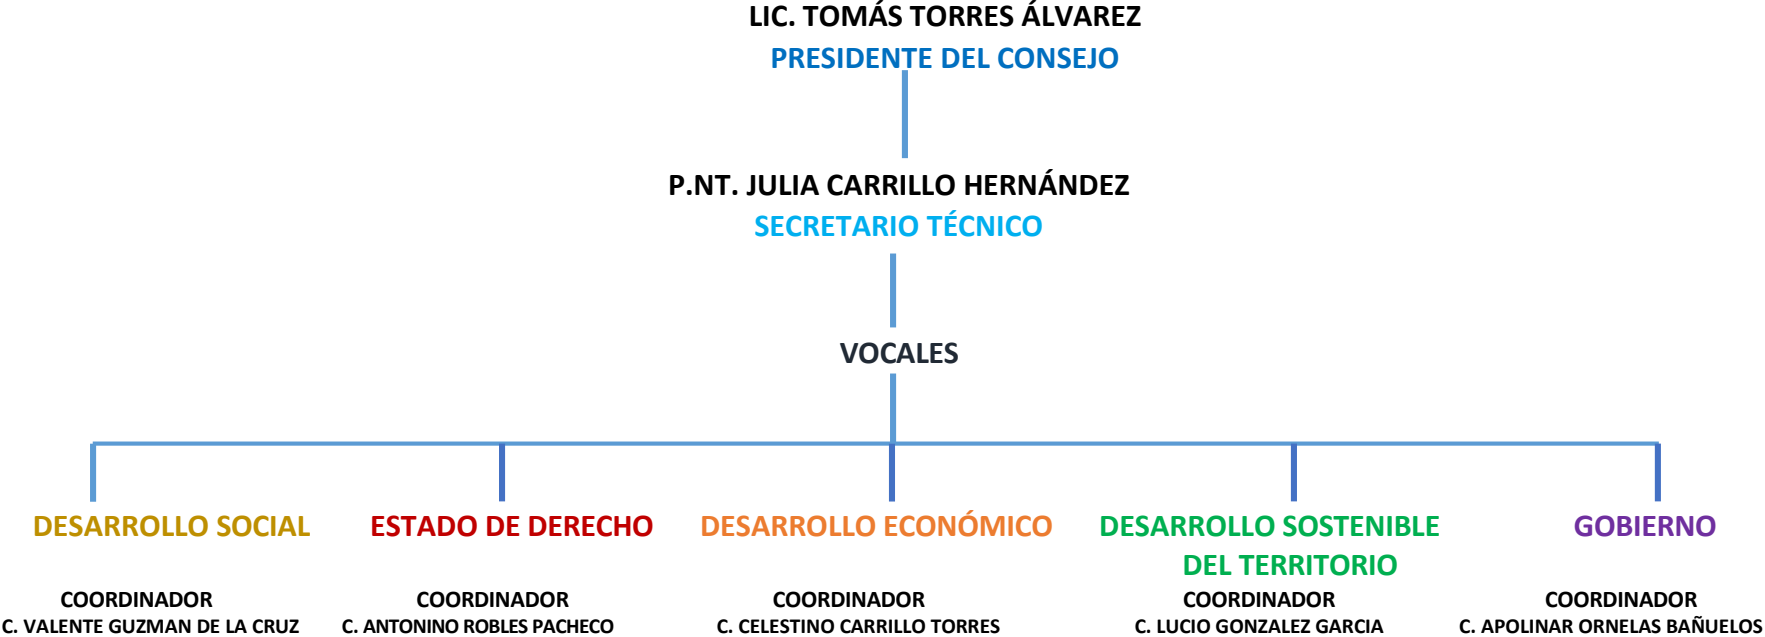 LIC. TOMÁS TORRES ÁLVAREZ
PRESIDENTE DEL CONSEJO
P.NT. JULIA CARRILLO HERNÁNDEZ
SECRETARIO TÉCNICO
VOCALES
DESARROLLO SOCIAL
COORDINADOR
C. VALENTE GUZMAN DE LA CRUZ
ESTADO DE DERECHO
COORDINADOR
C. ANTONINO ROBLES PACHECO
DESARROLLO ECONÓMICO
COORDINADOR
C. CELESTINO CARRILLO TORRES
DESARROLLO SOSTENIBLE
DEL TERRITORIO
COORDINADOR
C. LUCIO GONZALEZ GARCIA
GOBIERNO
COORDINADOR
C. APOLINAR ORNELAS BAÑUELOS